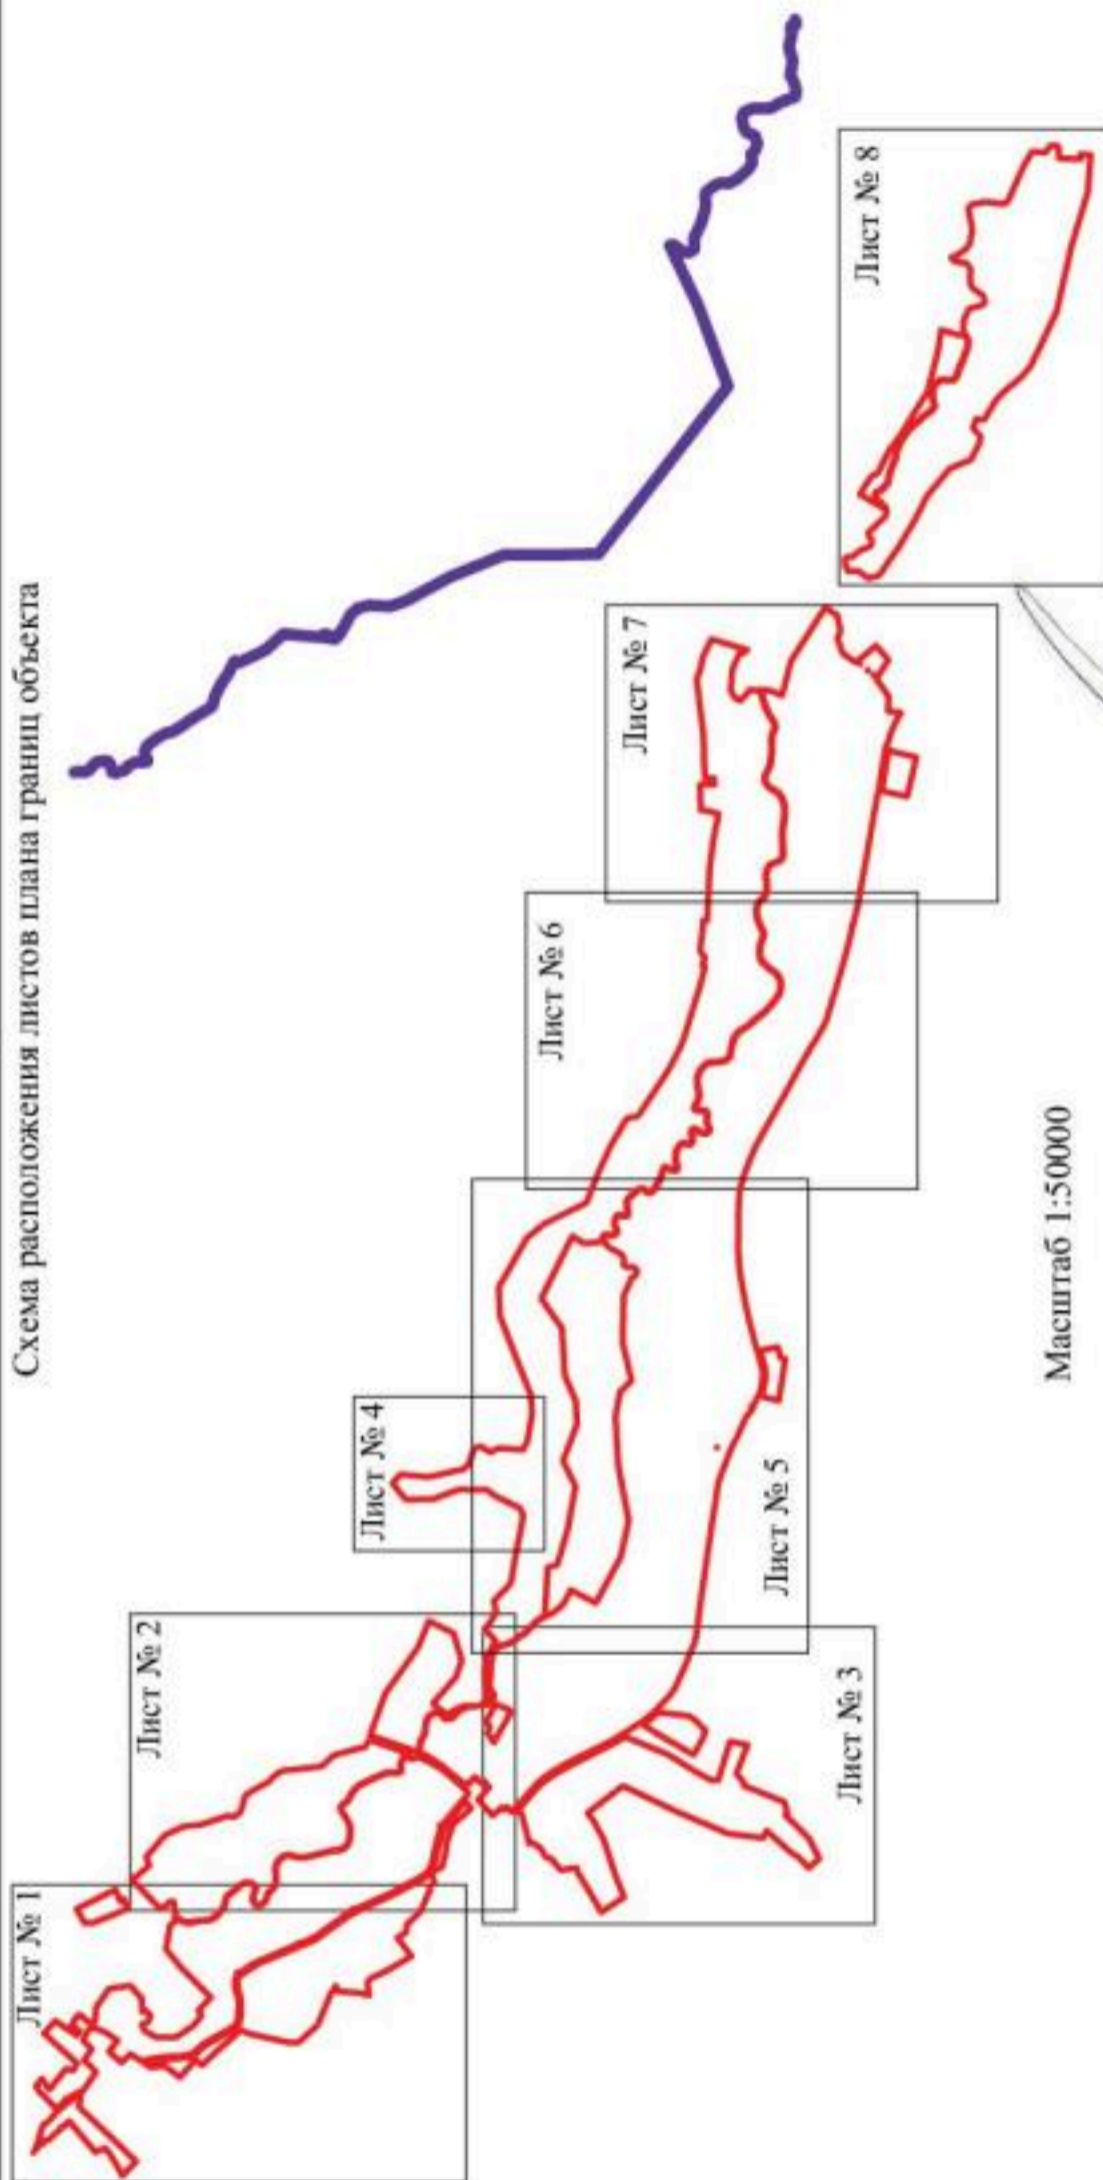 Схема расположения листов плана границ объекта
Лист № 1
Лист № 2
Лист № 3
Лист № 4
Лист № 5
Лист № 6
Лист № 7
Лист № 8
Масштаб 1:50000